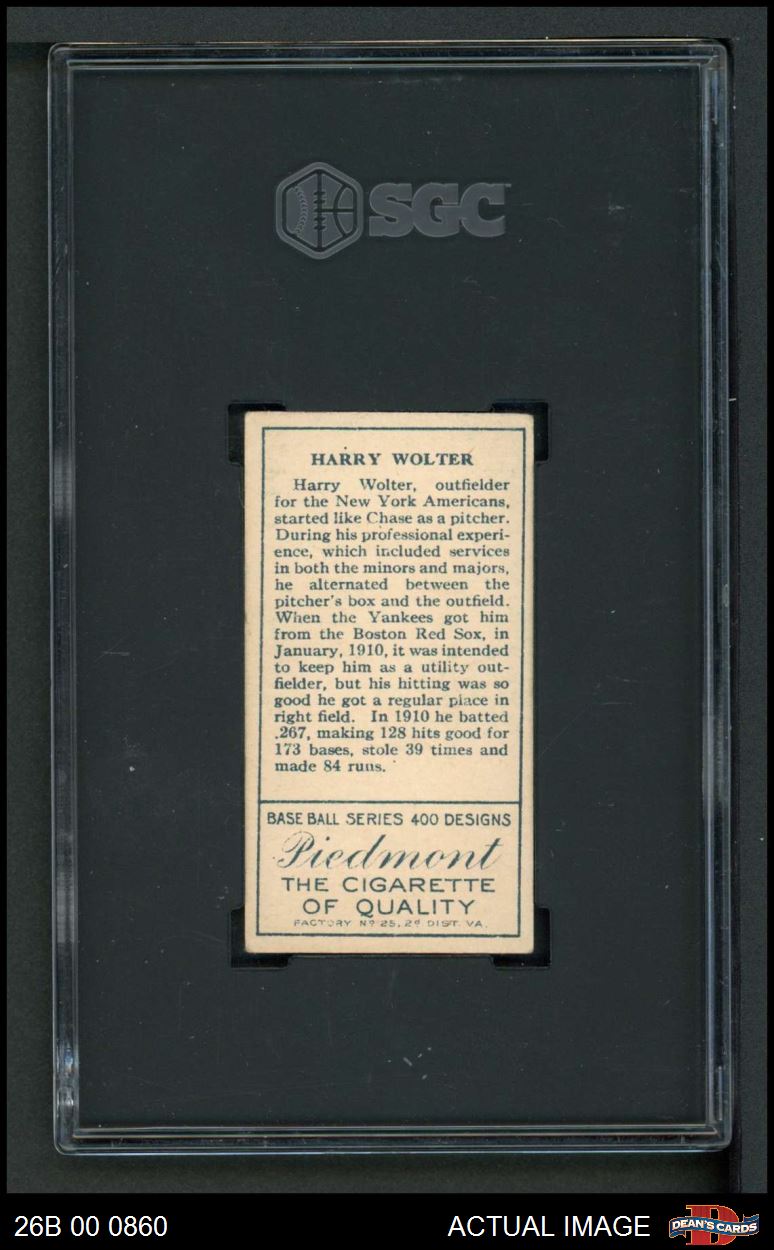 SGC
HARRY WOLTER
Harry Wolter, outfielder
for the New York Americans,
started like Chase as a pitcher.
During his professional experi-
ence, which included services
in both the minors and majors,
he alternated between the
pitcher's box and the outfield.
When the Yankees got him
from the Boston Red Sox, in
January, 1910, it was intended
to keep him as a utility out-
fielder, but his hitting was so
good he got a regular place in
right field. In 1910 he batted
.267, making 128 hits good for
173 bases, stole 39 times and
made 84 runs.
BASE BALL SERIES 400 DESIGNS
Piedmont
THE CIGARETTE
OF QUALITY
FACTORY Nº 25, 2d DIST. VA.
26B 00 0860 ACTUAL IMAGE DEAN'S CARDS